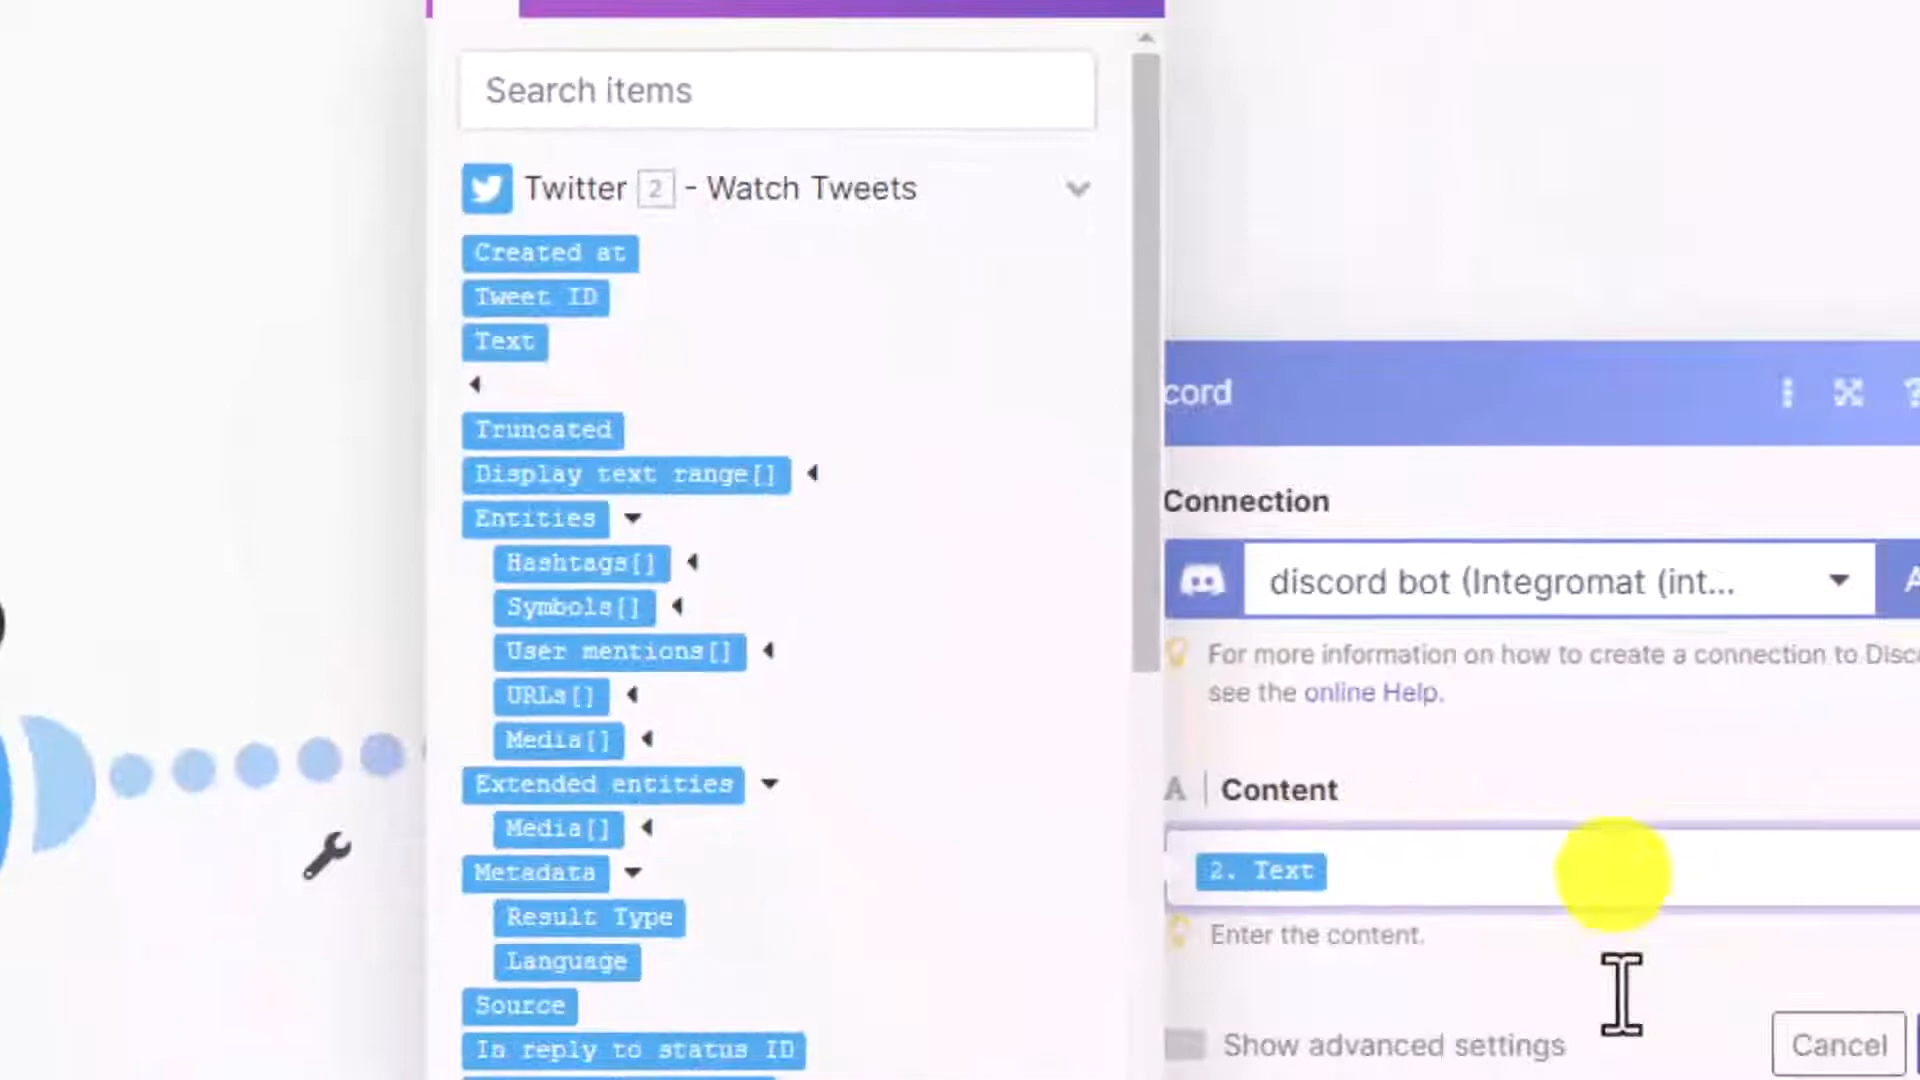 Search items
Twitter 2 - Watch Tweets
Created at
Tweet ID
Text
Truncated
Display text range[]
Entities
Hashtags[]
Symbols[]
User mentions[]
URLs[]
Media[]
Extended entities
Media[]
Metadata
Result Type
Language
Source
In reply to status ID
cord
Connection
discord bot (Integromat (int...
For more information on how to create a connection to Disc
see the online Help.
A Content
2. Text
Enter the content.
Show advanced settings
Cancel